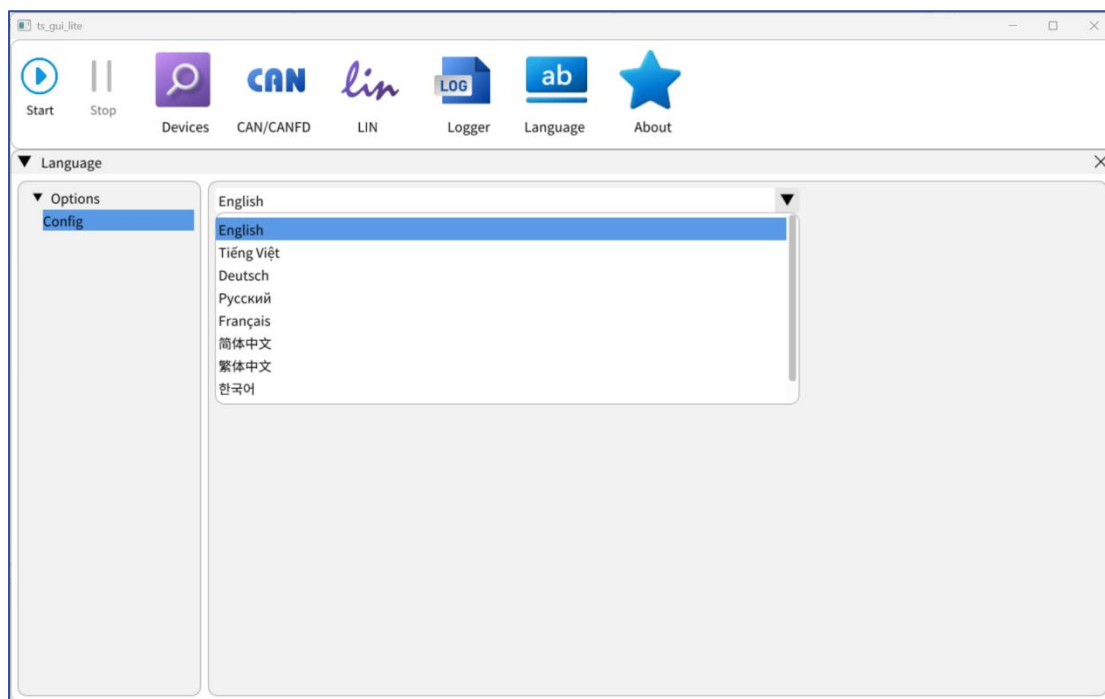 ts_gui_lite
Start
Stop
Devices
CAN
CAN/CANFD
lin
LIN
LOG
Logger
ab
Language
About
Language
Options
Config
English
English
Tiếng Việt
Deutsch
Русский
Français
简体中文
繁体中文
한국어